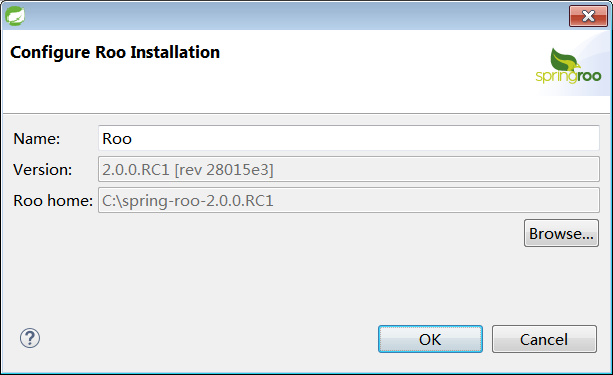 Configure Roo Installation
springroo
Name: Roo
Version: 2.0.0.RC1 [rev 28015e3]
Roo home: C:\spring-roo-2.0.0.RC1
Browse...
? OK Cancel